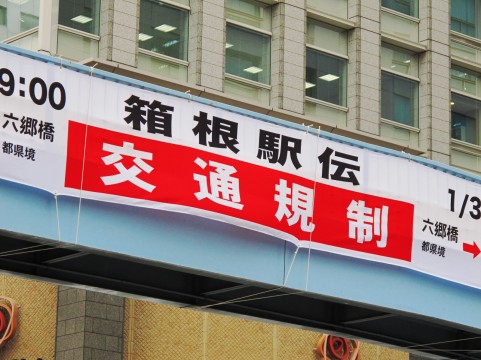 9:00
六郷橋
都県境
箱根駅伝
交通規制
1/3
六郷橋
都県境
→